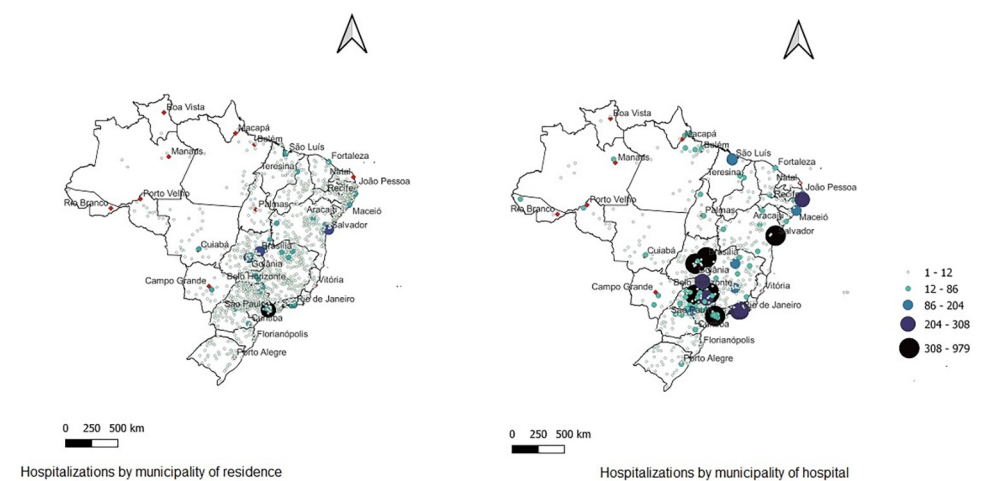 Boa Vista
Macapá
Belém
Manaus
São Luís
Fortaleza
Teresina
Natal
João Pessoa
Recife
Porto Velho
Rio Branco
Palmas
Aracaju
Maceió
Salvador
Cuiabá
Brasília
Goiânia
Campo Grande
Belo Horizonte
Vitória
São Paulo
Rio de Janeiro
Curitiba
Florianópolis
Porto Alegre
0 250 500 km
Hospitalizations by municipality of residence
Boa Vista
Macapá
Belém
Manaus
São Luís
Fortaleza
Teresina
Natal
João Pessoa
Recife
Porto Velho
Rio Branco
Palmas
Aracaju
Maceió
Salvador
Cuiabá
Brasília
Goiânia
Campo Grande
Vitória
Rio de Janeiro
Florianópolis
Porto Alegre
1 - 12
12 - 86
86 - 204
204 - 308
308 - 979
0 250 500 km
Hospitalizations by municipality of hospital